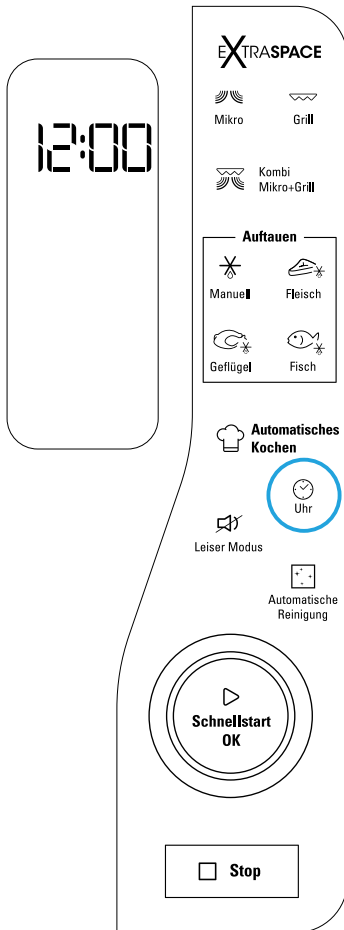 12:00
EXTRASPACE
Mikro
Grill
Kombi
Mikro+Grill
Auftauen
Manuell
Fleisch
Geflügel
Fisch
Automatisches
Kochen
Uhr
Leiser Modus
Automatische
Reinigung
Schnellstart
OK
Stop